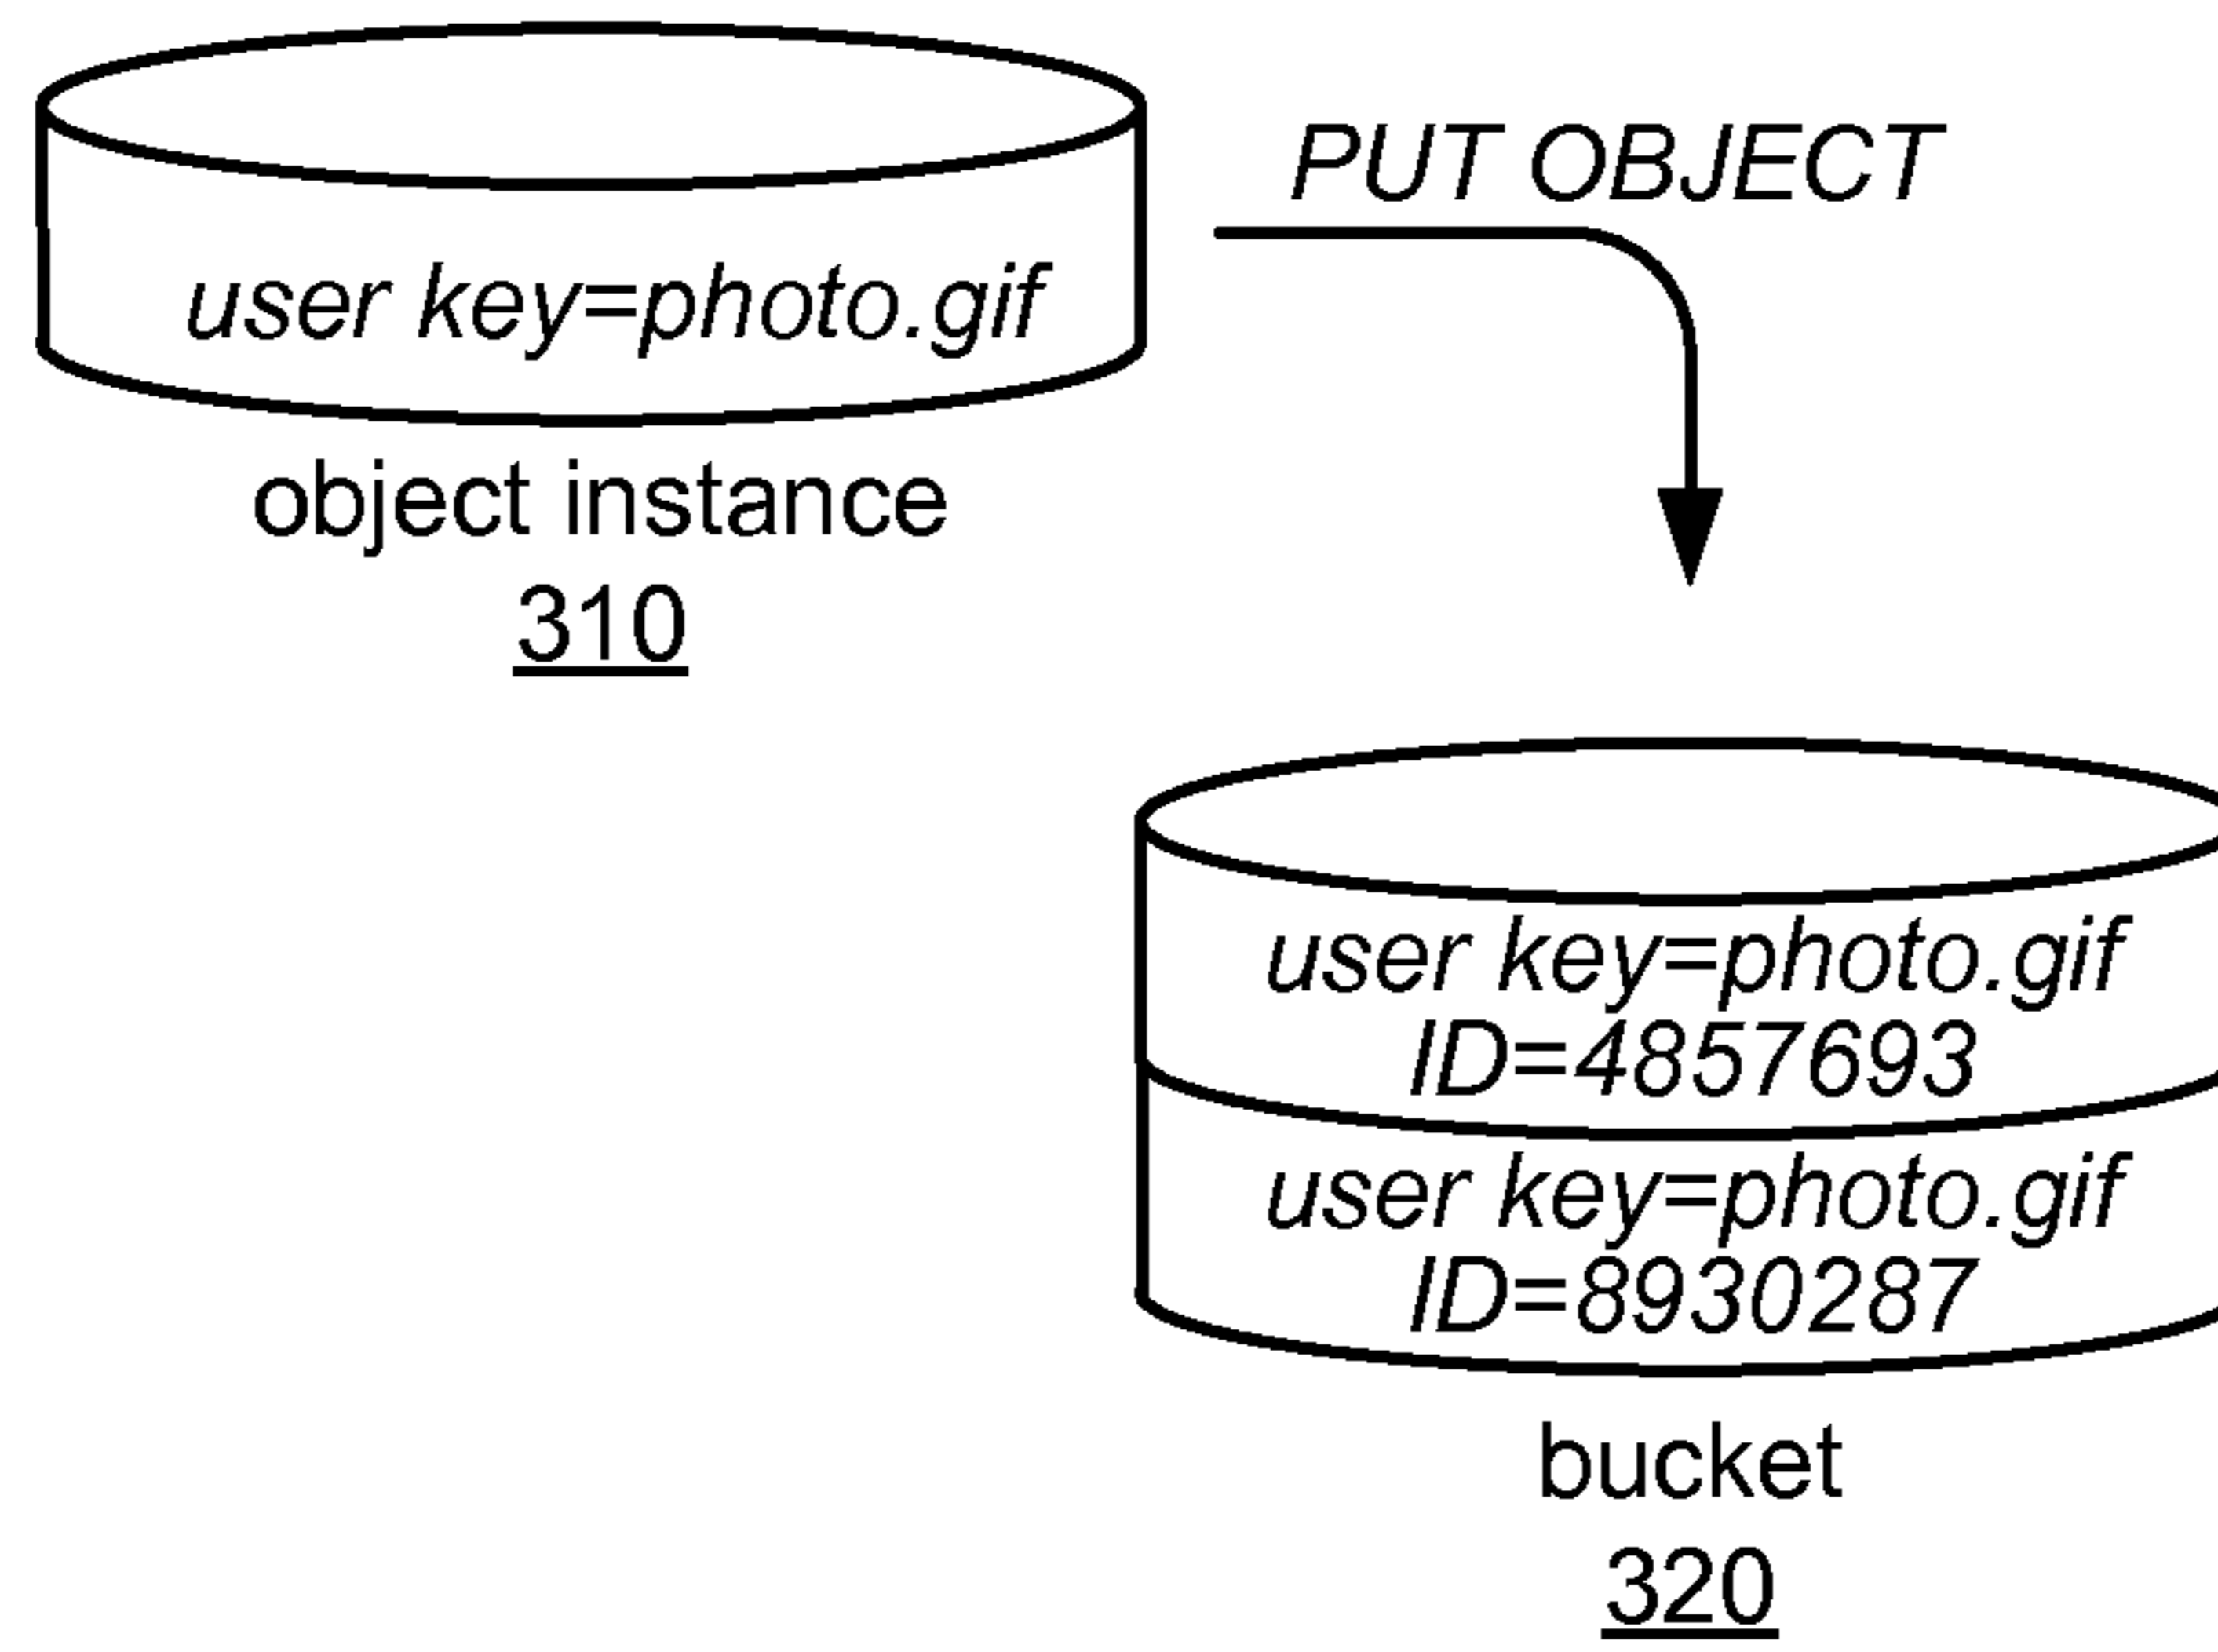 PUT OBJECT
user key=photo.gif
object instance
310
user key=photo.gif
ID=4857693
user key=photo.gif
ID=8930287
bucket
320